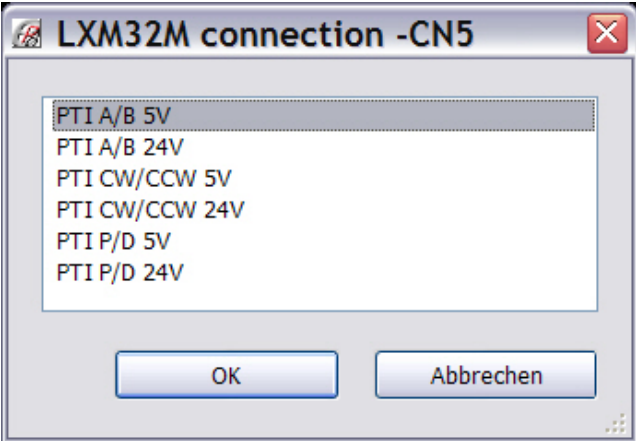 LXM32M connection -CN5
PTI A/B 5V
PTI A/B 24V
PTI CW/CCW 5V
PTI CW/CCW 24V
PTI P/D 5V
PTI P/D 24V
OK
Abbrechen